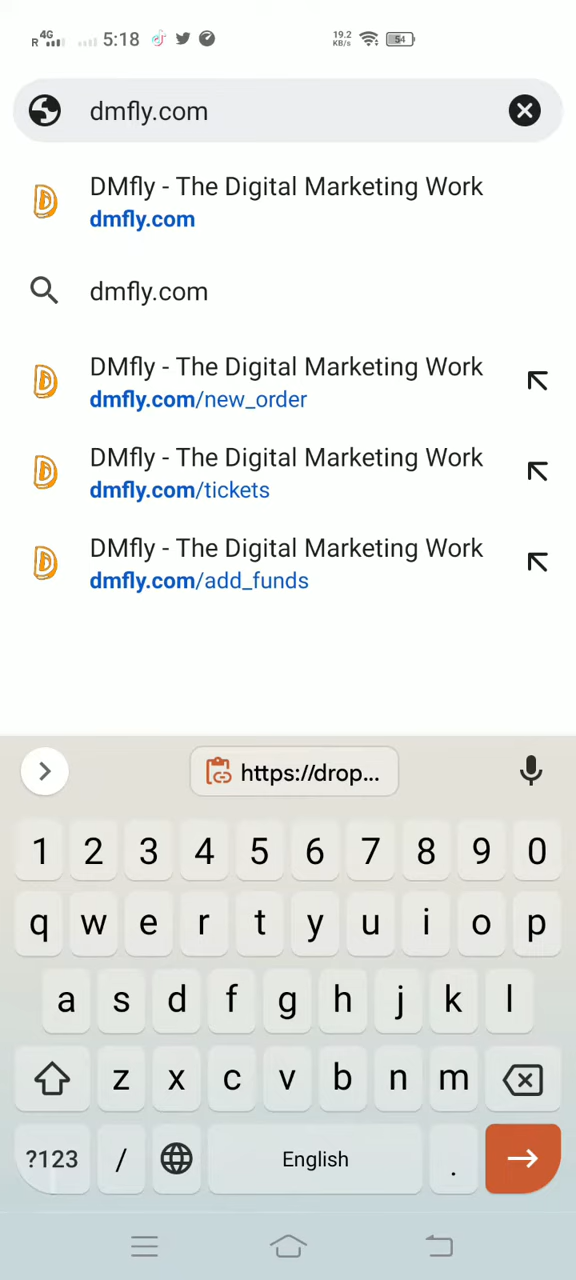 R 4G 5:18 19.2 KB/s 54
dmfly.com
DMfly - The Digital Marketing Work
dmfly.com
dmfly.com
DMfly - The Digital Marketing Work
dmfly.com/new_order
DMfly - The Digital Marketing Work
dmfly.com/tickets
DMfly - The Digital Marketing Work
dmfly.com/add_funds
https://drop...
1 2 3 4 5 6 7 8 9 0
q w e r t y u i o p
a s d f g h j k l
z x c v b n m
?123 / English .